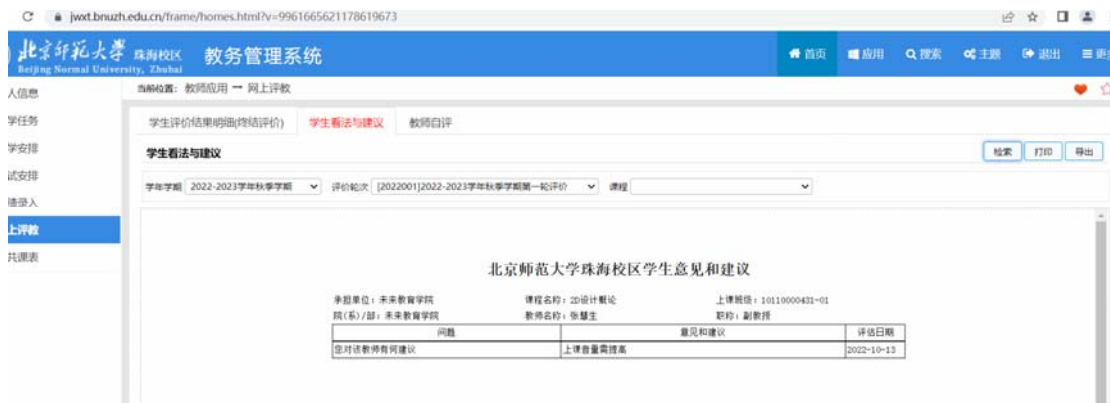 jwxt.bnuzh.edu.cn/frame/homes.html?v=9961665621178619673
北京师范大学 珠海校区 教务管理系统
Beijing Normal University, Zhuhai
首页 应用 搜索 主题 退出 更
人信息
当前位置: 教师应用 → 网上评教
学任务
学生评价结果明细(终结评价) 学生看法与建议 教师自评
学安排
学生看法与建议 检索 打印 导出
试安排
学年学期 2022-2023学年秋季学期 评价轮次 [2022001]2022-2023学年秋季学期第一轮评价 课程
绩录入
上评教
共课表
北京师范大学珠海校区学生意见和建议
承担单位: 未来教育学院 课程名称: 2D设计概论 上课班级: 10110000431-01
院(系)/部: 未来教育学院 教师名称: 张慧生 职称: 副教授
问题 意见和建议 评估日期
您对该教师有何建议 上课音量需提高 2022-10-13